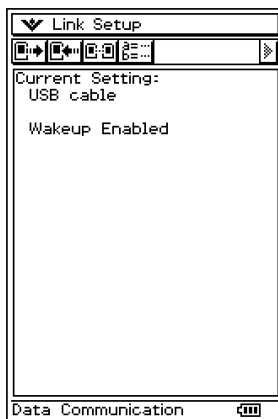 Link Setup
Current Setting:
USB cable
Wakeup Enabled
Data Communication